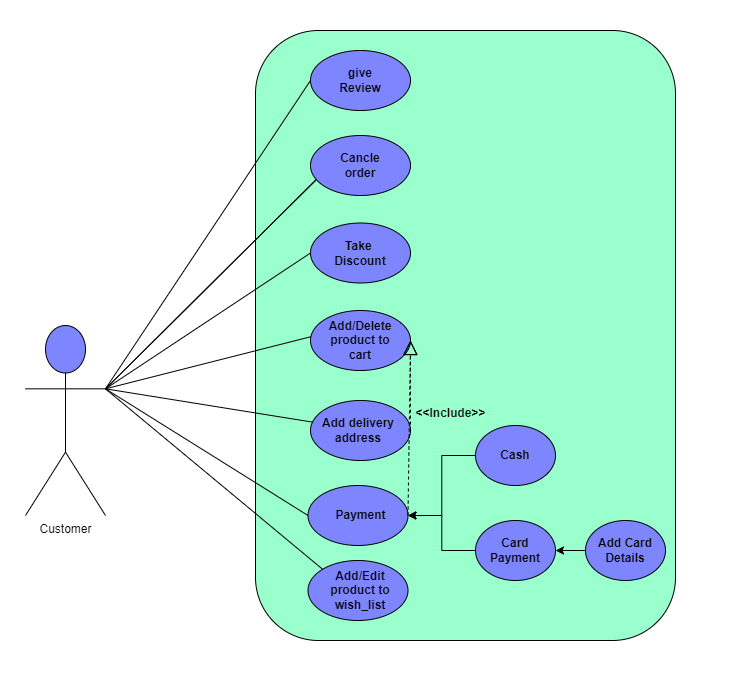 give
Review
Cancle
order
Take
Discount
Add/Delete
product to
cart
<<Include>>
Add delivery
address
Cash
Payment
Card
Payment
Add Card
Details
Customer
Add/Edit
product to
wish_list